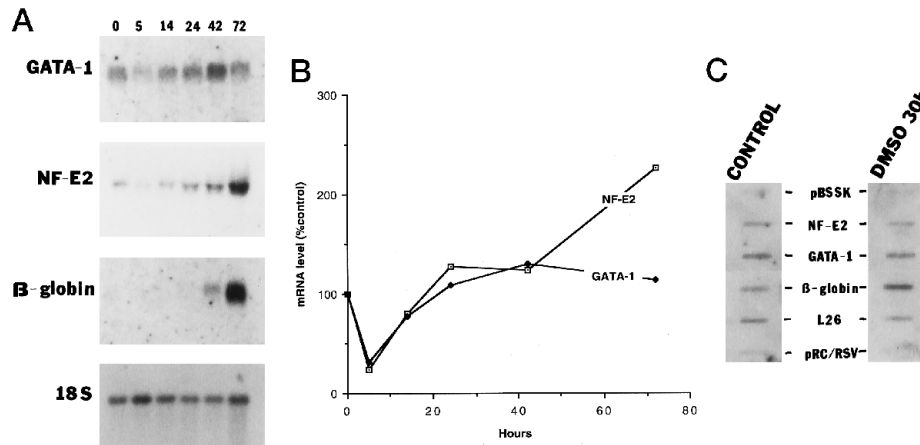 A
0 5 14 24 42 72
GATA-1
NF-E2
ß-globin
18S
B
mRNA level (%control)
300
200
100
0
NF-E2
GATA-1
0 20 40 60 80
Hours
C
CONTROL
DMSO 30h
pBSSK
NF-E2
GATA-1
ß-globin
L26
pRC/RSV